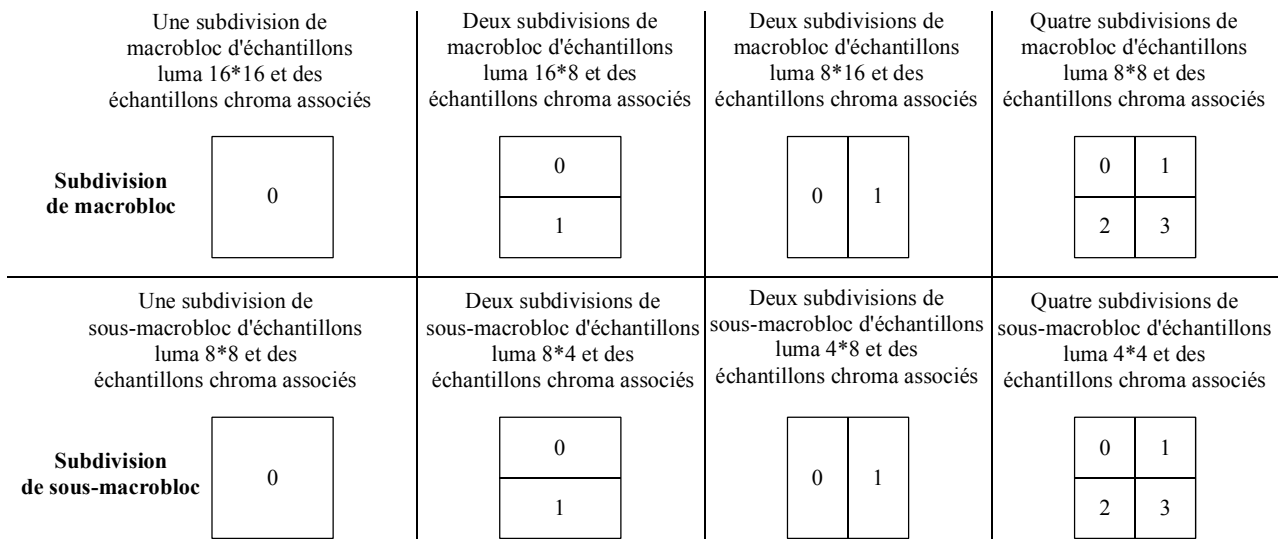 Une subdivision de
macrobloc d'échantillons
luma 16*16 et des
échantillons chroma associés
Deux subdivisions de
macrobloc d'échantillons
luma 16*8 et des
échantillons chroma associés
Deux subdivisions de
macrobloc d'échantillons
luma 8*16 et des
échantillons chroma associés
Quatre subdivisions de
macrobloc d'échantillons
luma 8*8 et des
échantillons chroma associés
Subdivision
de macrobloc
0
0
1
0 1
0 1
2 3
Une subdivision de
sous-macrobloc d'échantillons
luma 8*8 et des
échantillons chroma associés
Deux subdivisions de
sous-macrobloc d'échantillons
luma 8*4 et des
échantillons chroma associés
Deux subdivisions de
sous-macrobloc d'échantillons
luma 4*8 et des
échantillons chroma associés
Quatre subdivisions de
sous-macrobloc d'échantillons
luma 4*4 et des
échantillons chroma associés
Subdivision
de sous-macrobloc
0
0
1
0 1
0 1
2 3